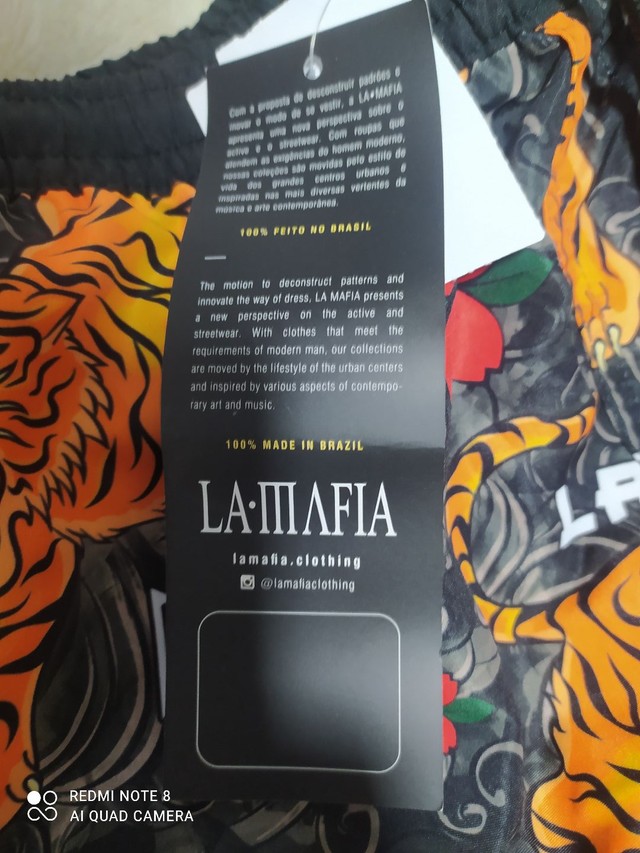 Com a proposta de desconstruir padrões e
inovar o modo de se vestir, a LA•MAFIA
apresenta uma nova perspectiva sobre o
active e o streetwear. Com roupas que
atendem as exigências do homem moderno,
nossas coleções são movidas pelo estilo de
vida dos grandes centros urbanos e
inspiradas nas mais diversas vertentes da
música e arte contemporânea.
100% FEITO NO BRASIL
The motion to deconstruct patterns and
innovate the way of dress, LA MAFIA presents
a new perspective on the active and
streetwear. With clothes that meet the
requirements of modern man, our collections
are moved by the lifestyle of the urban centers
and inspired by various aspects of contempo-
rary art and music.
100% MADE IN BRAZIL
LA•MAFIA
lamafia.clothing
@lamafiaclothing
REDMI NOTE 8
AI QUAD CAMERA